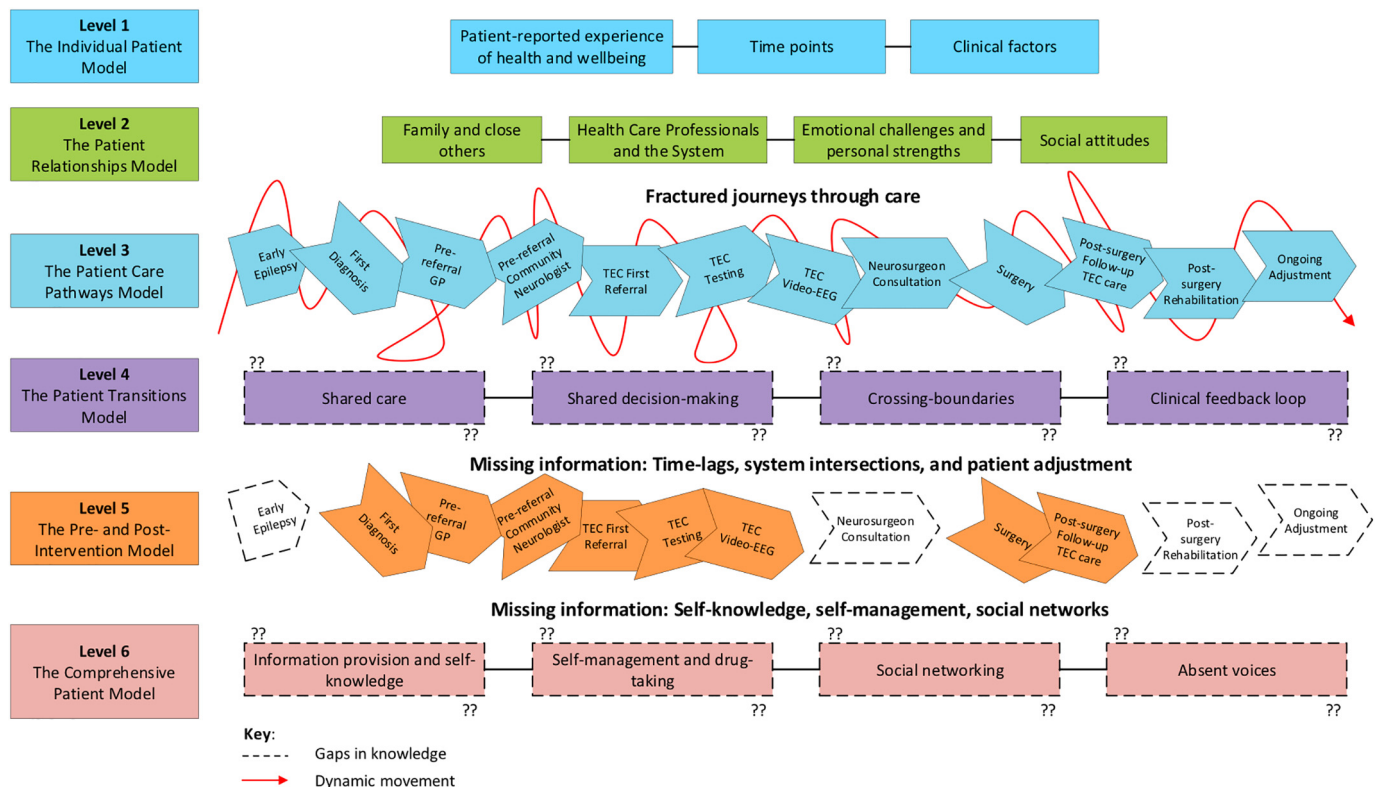 Level 1
The Individual Patient
Model
Patient-reported experience
of health and wellbeing
Time points
Clinical factors
Level 2
The Patient
Relationships Model
Family and close
others
Health Care Professionals
and the System
Emotional challenges and
personal strengths
Social attitudes
Fractured journeys through care
Level 3
The Patient Care
Pathways Model
Early
Epilepsy
First
Diagnosis
Pre-
referral
GP
Pre-referral
Community
Neurologist
TEC First
Referral
TEC
Testing
TEC
Video-EEG
Neurosurgeon
Consultation
Surgery
Post-surgery
Follow-up
TEC care
Post-
surgery
Rehabilitation
Ongoing
Adjustment
Level 4
The Patient Transitions
Model
??
Shared care
??
??
Shared decision-making
??
??
Crossing-boundaries
??
??
Clinical feedback loop
??
Missing information: Time-lags, system intersections, and patient adjustment
Level 5
The Pre- and Post-
Intervention Model
Early
Epilepsy
First
Diagnosis
Pre-
referral
GP
Pre-referral
Community
Neurologist
TEC First
Referral
TEC
Testing
TEC
Video-EEG
Neurosurgeon
Consultation
Surgery
Post-surgery
Follow-up
TEC care
Post-
surgery
Rehabilitation
Ongoing
Adjustment
Missing information: Self-knowledge, self-management, social networks
Level 6
The Comprehensive
Patient Model
??
Information provision and self-
knowledge
??
??
Self-management and drug-
taking
??
??
Social networking
??
??
Absent voices
??
Key:
Gaps in knowledge
Dynamic movement